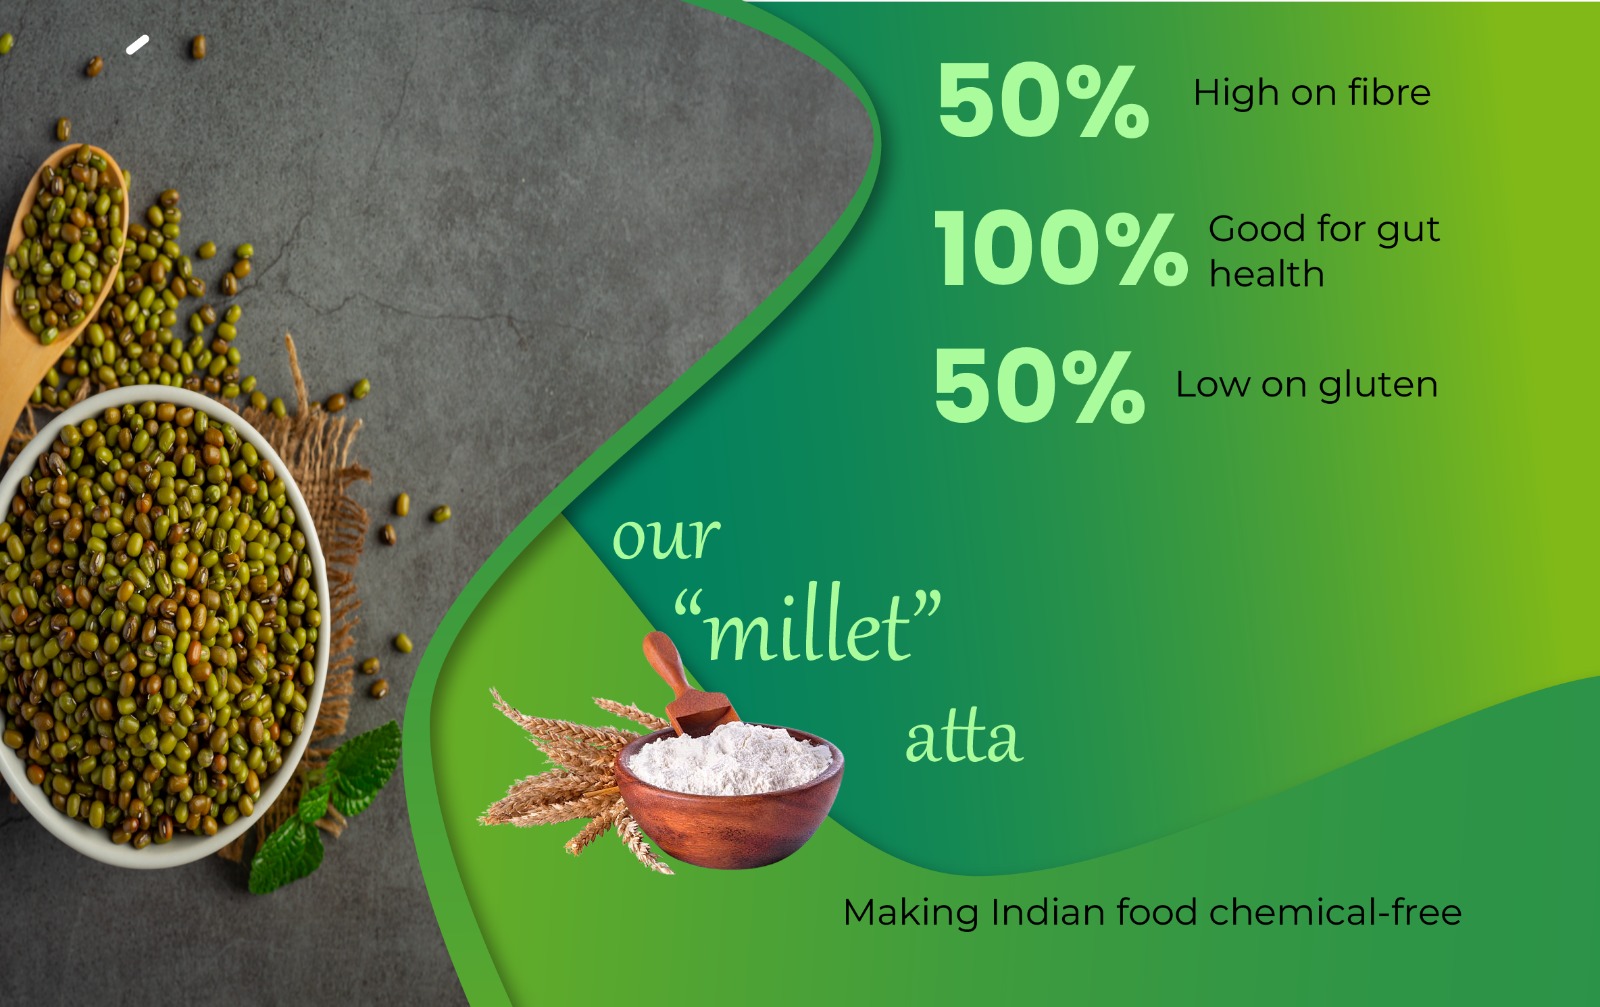 50% High on fibre
100% Good for gut
health
50% Low on gluten
our
“millet”
atta
Making Indian food chemical-free